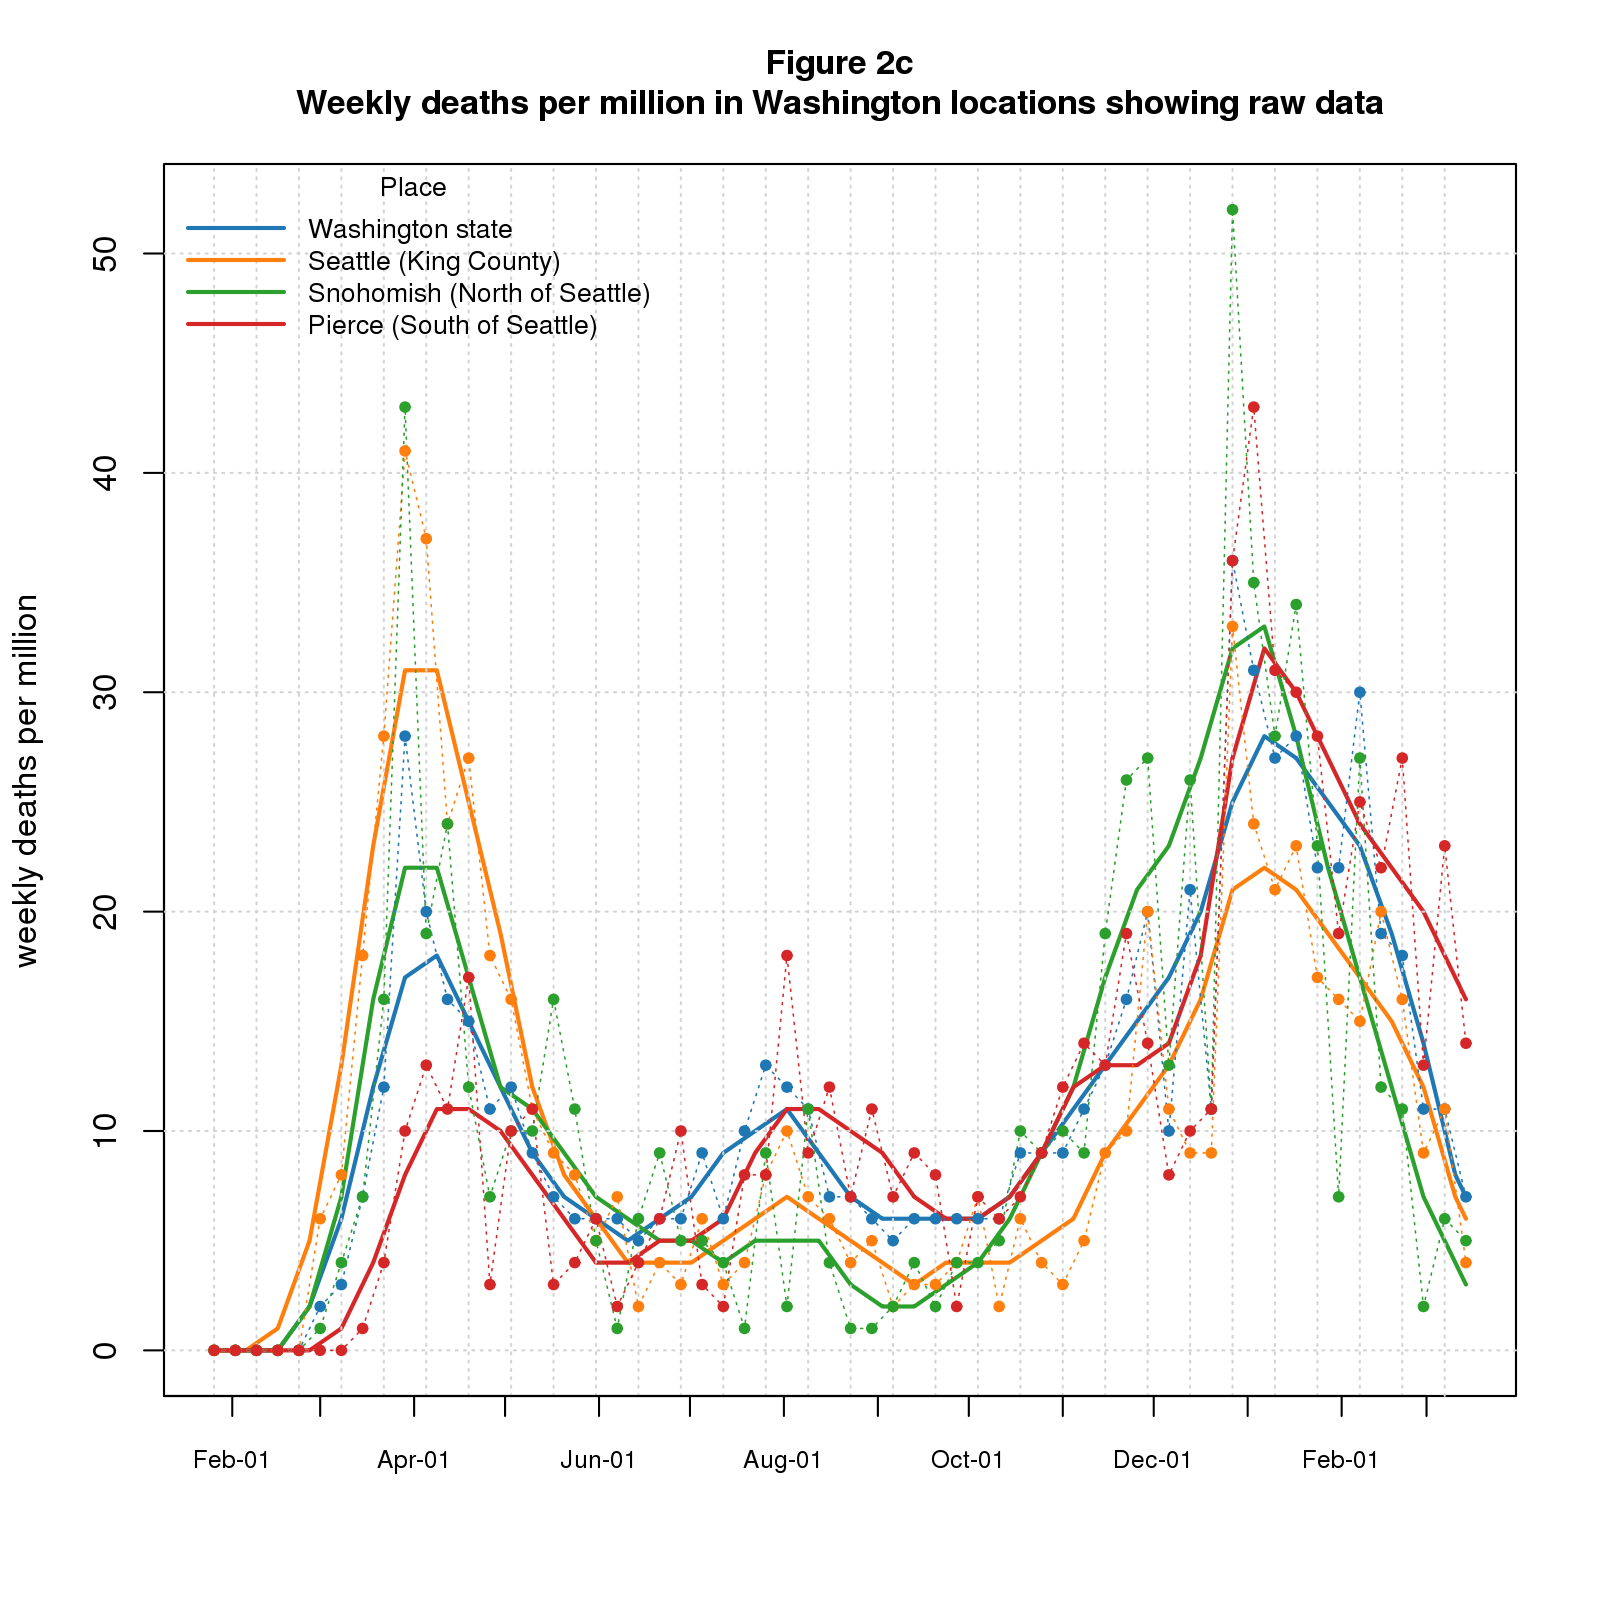 Figure 2c
Weekly deaths per million in Washington locations showing raw data
Place
Washington state
Seattle (King County)
Snohomish (North of Seattle)
Pierce (South of Seattle)
weekly deaths per million
50
40
30
20
10
0
Feb-01 Apr-01 Jun-01 Aug-01 Oct-01 Dec-01 Feb-01